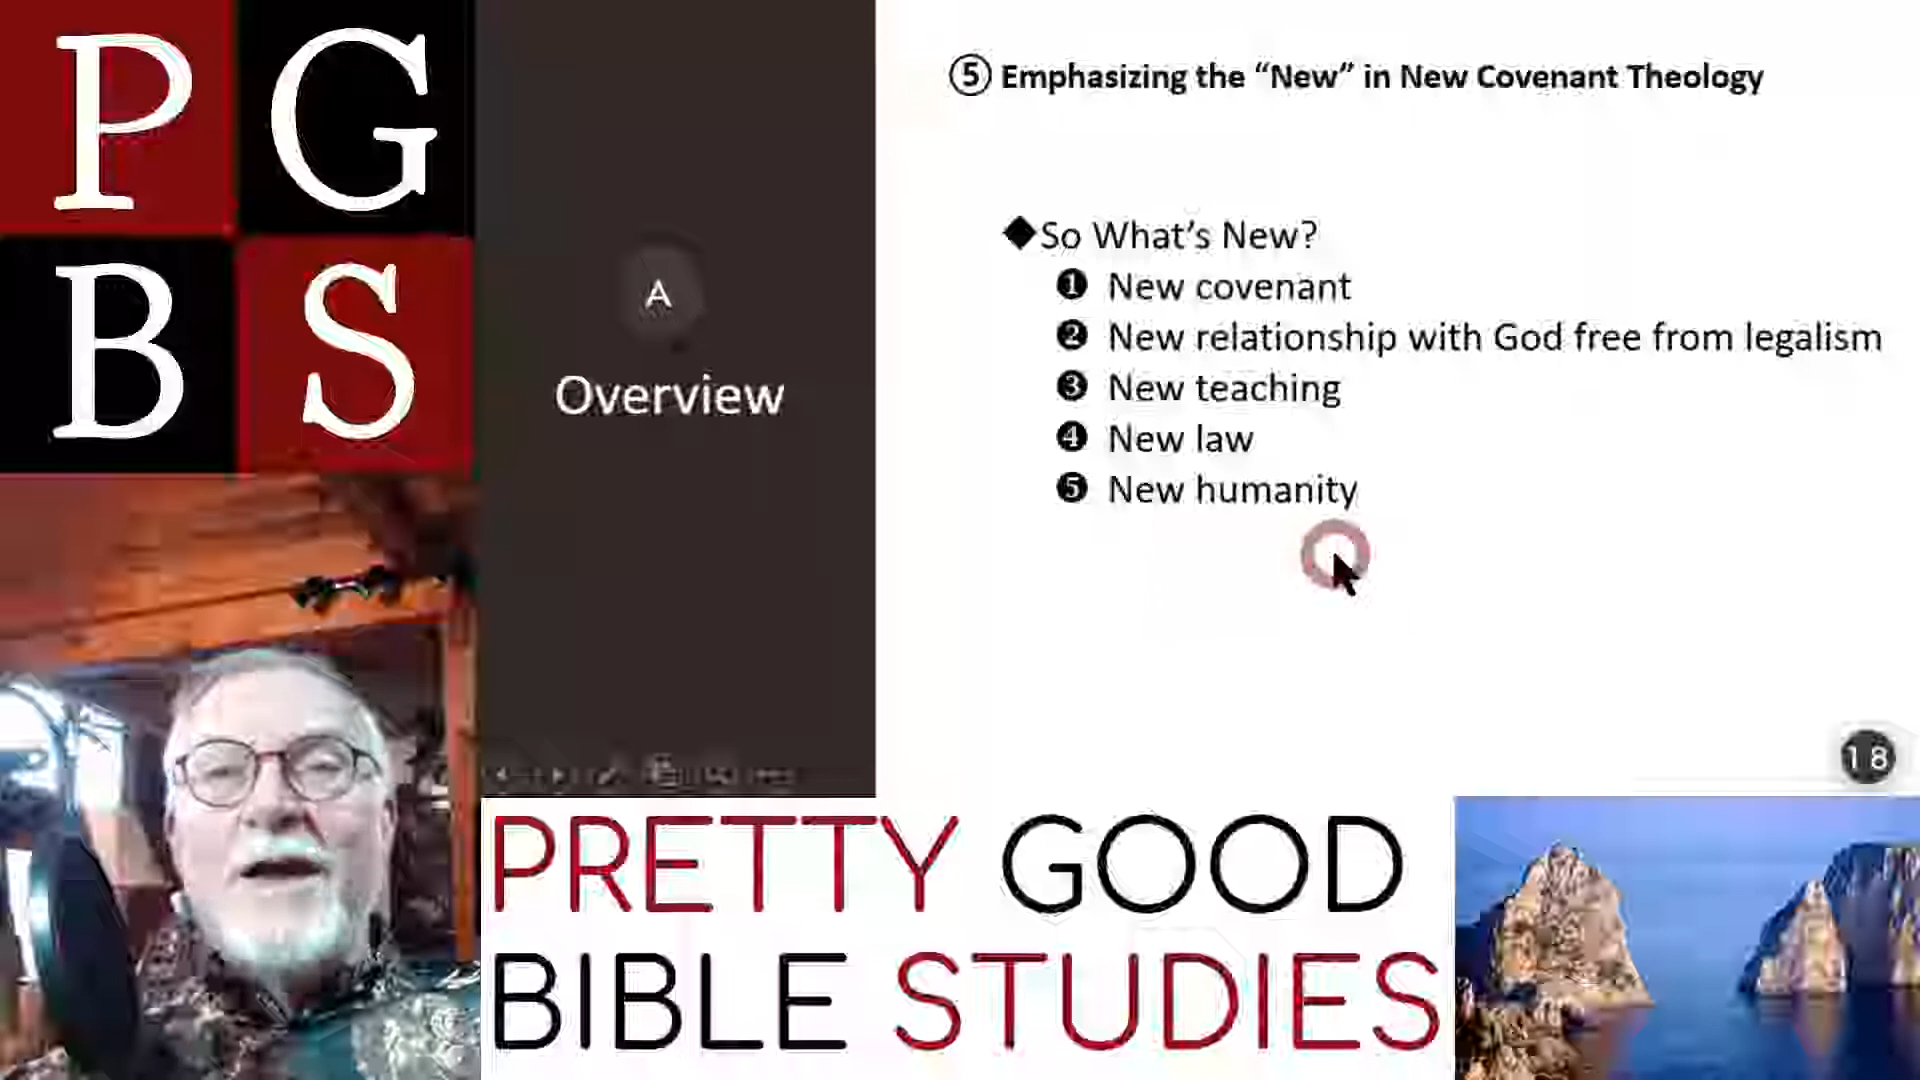 P G
B S
A
Overview
⑤ Emphasizing the “New” in New Covenant Theology
◆So What’s New?
❶ New covenant
❷ New relationship with God free from legalism
❸ New teaching
❹ New law
❺ New humanity
18
PRETTY GOOD
BIBLE STUDIES